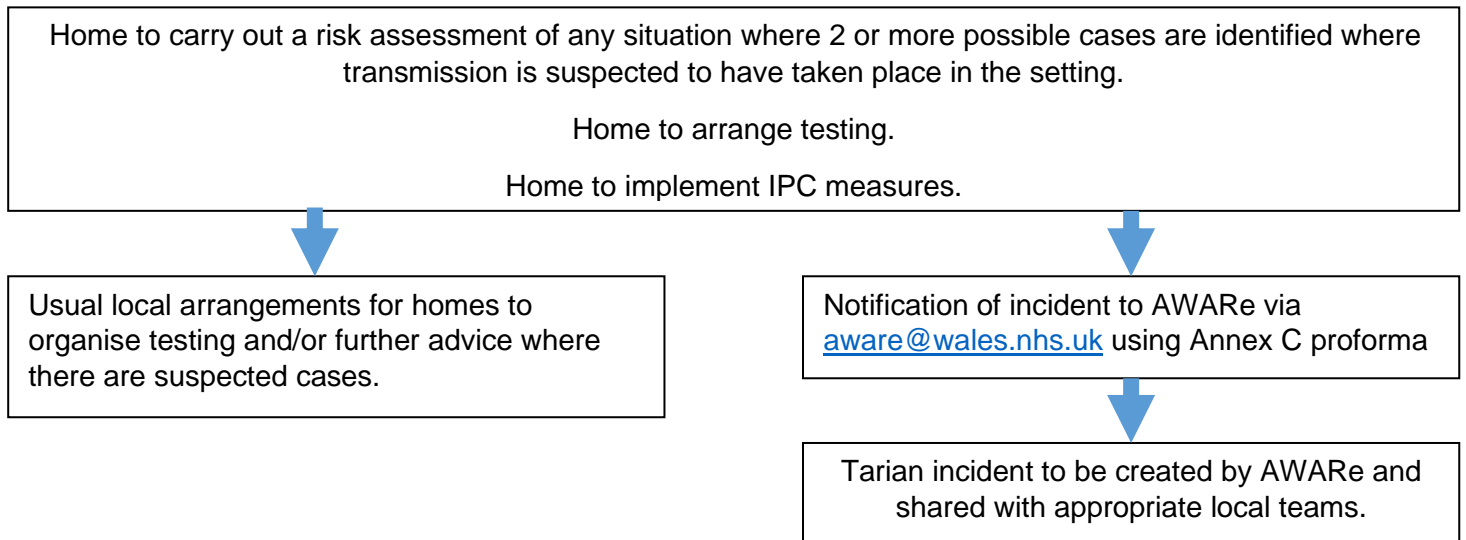 Home to carry out a risk assessment of any situation where 2 or more possible cases are identified where
transmission is suspected to have taken place in the setting.
Home to arrange testing.
Home to implement IPC measures.
Usual local arrangements for homes to
organise testing and/or further advice where
there are suspected cases.
Notification of incident to AWARe via
aware@wales.nhs.uk using Annex C proforma
Tarian incident to be created by AWARe and
shared with appropriate local teams.